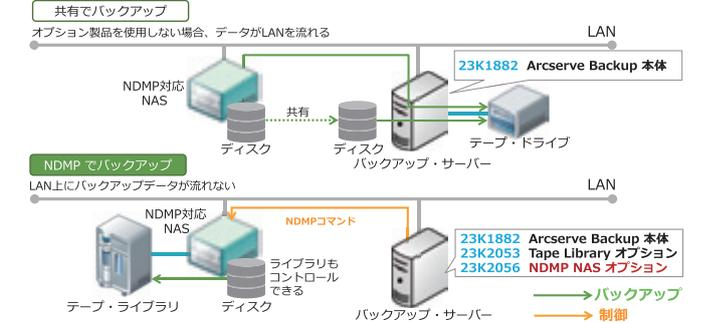 共有でバックアップ
オプション製品を使用しない場合、データがLANを流れる
LAN
NDMP対応
NAS
23K1882 Arcserve Backup 本体
共有
ディスク
ディスク
テープ・ドライブ
バックアップ・サーバー
NDMP でバックアップ
LAN上にバックアップデータが流れない
LAN
NDMP対応
NAS
NDMPコマンド
23K1882 Arcserve Backup 本体
23K2053 Tape Library オプション
23K2056 NDMP NAS オプション
ライブラリも
コントロール
できる
テープ・ライブラリ
ディスク
バックアップ・サーバー
バックアップ
制御